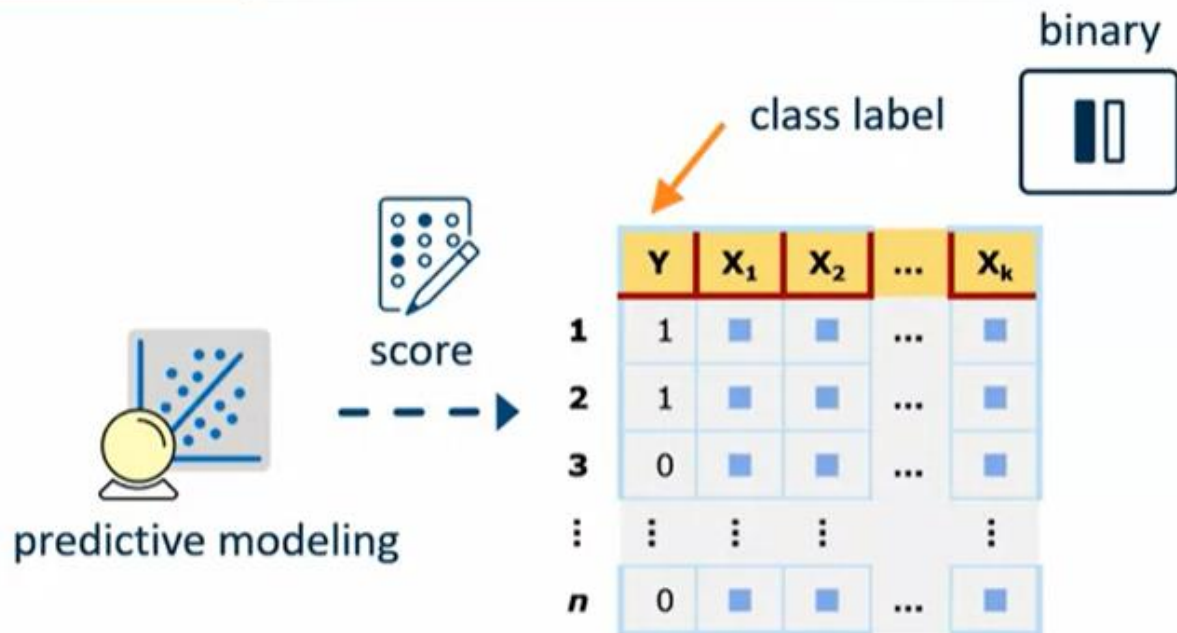 binary
class label
score
predictive modeling
Y X₁ X₂ ... Xₖ
1 1 ...
2 1 ...
3 0 ...
⋮ ⋮ ⋮ ⋮ ⋮
n 0 ...